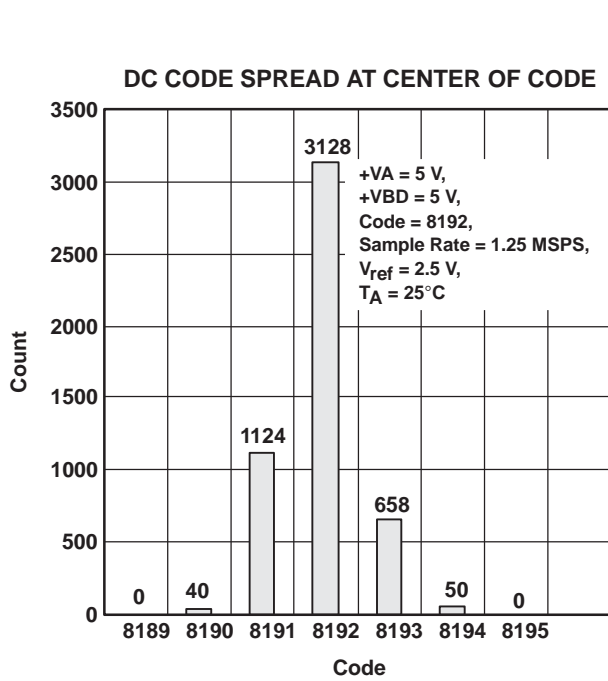 DC CODE SPREAD AT CENTER OF CODE
3500
3000
2500
2000
1500
1000
500
0
Count
3128
1124
658
0
40
50
0
+VA = 5 V,
+VBD = 5 V,
Code = 8192,
Sample Rate = 1.25 MSPS,
Vref = 2.5 V,
TA = 25°C
8189 8190 8191 8192 8193 8194 8195
Code